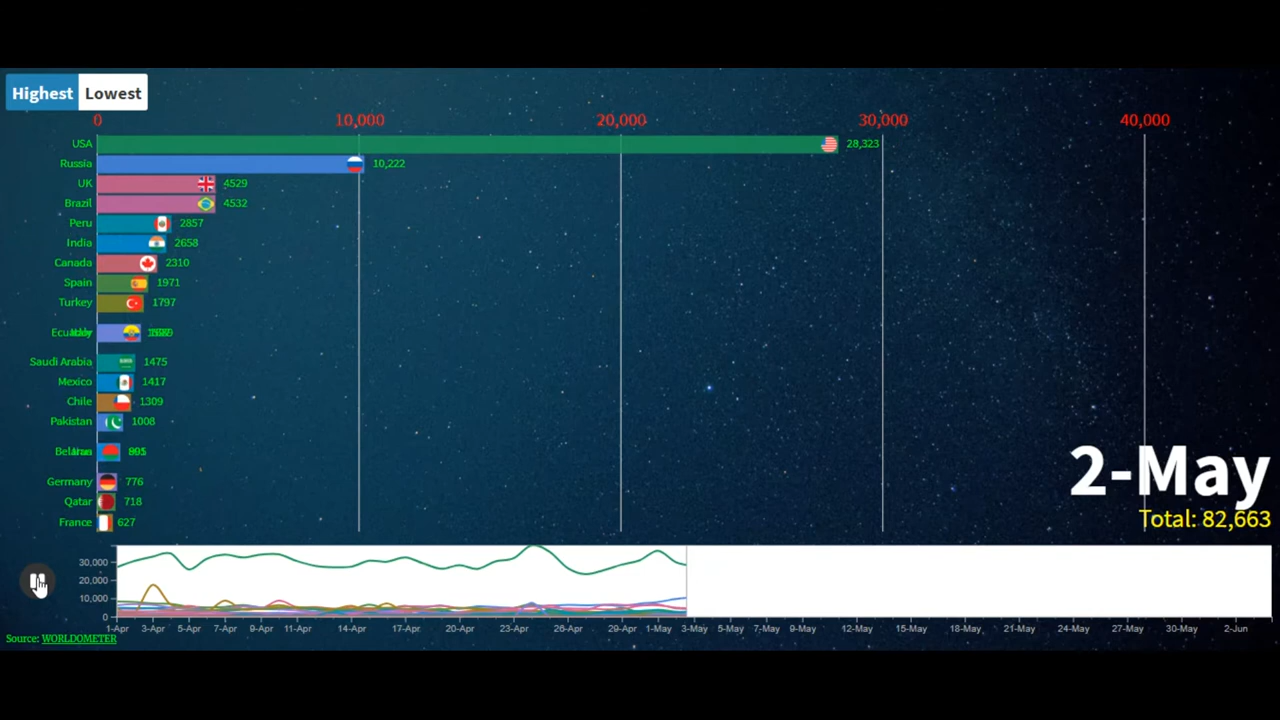 Highest Lowest
0 10,000 20,000 30,000 40,000
USA 28,323
Russia 10,222
UK 4529
Brazil 4532
Peru 2857
India 2658
Canada 2310
Spain 1971
Turkey 1797
Saudi Arabia 1475
Mexico 1417
Chile 1309
Pakistan 1008
Germany 776
Qatar 718
France 627
2-May
Total: 82,663
30,000
20,000
10,000
0
1-Apr 3-Apr 5-Apr 7-Apr 9-Apr 11-Apr 14-Apr 17-Apr 20-Apr 23-Apr 26-Apr 29-Apr 1-May 3-May 5-May 7-May 9-May 12-May 15-May 18-May 21-May 24-May 27-May 30-May 2-Jun
Source: WORLDOMETER